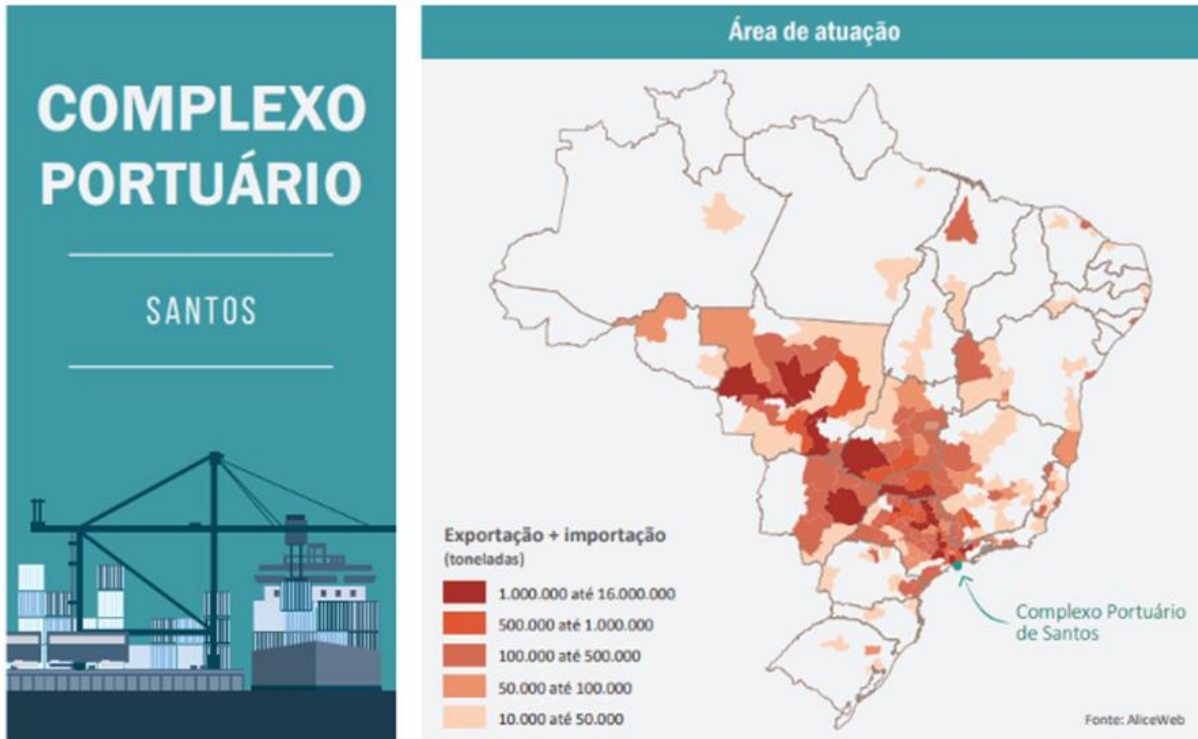 COMPLEXO
PORTUÁRIO
SANTOS
Área de atuação
Exportação + importação
(toneladas)
1.000.000 até 16.000.000
500.000 até 1.000.000
100.000 até 500.000
50.000 até 100.000
10.000 até 50.000
Complexo Portuário
de Santos
Fonte: AliceWeb